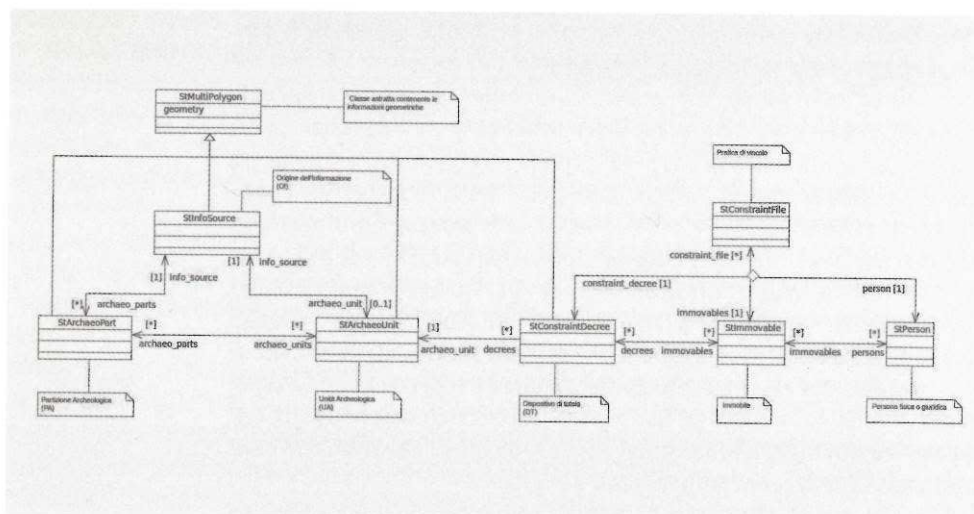 StMultiPolygon
geometry
Classe astratta contenente le
informazioni geometriche
Pratica di vincolo
Origine dell'Informazione
(OI)
StInfoSource
StConstraintFile
[1] info_source
[1] info_source
constraint_file [*]
constraint_decree [1]
person [1]
[*] archaeo_parts
archaeo_unit [0..1]
immovables [1]
StArchaeoPart
[*]
archaeo_parts
[*]
archaeo_units
StArchaeoUnit
[1]
archaeo_unit
[*]
decrees
StConstraintDecree
[*]
decrees
[*]
immovables
StImmovable
[*]
immovables
[*]
persons
StPerson
Partizione Archeologica
(PA)
Unità Archeologica
(UA)
Dispositivo di tutela
(DT)
Immobile
Persona fisica o giuridica